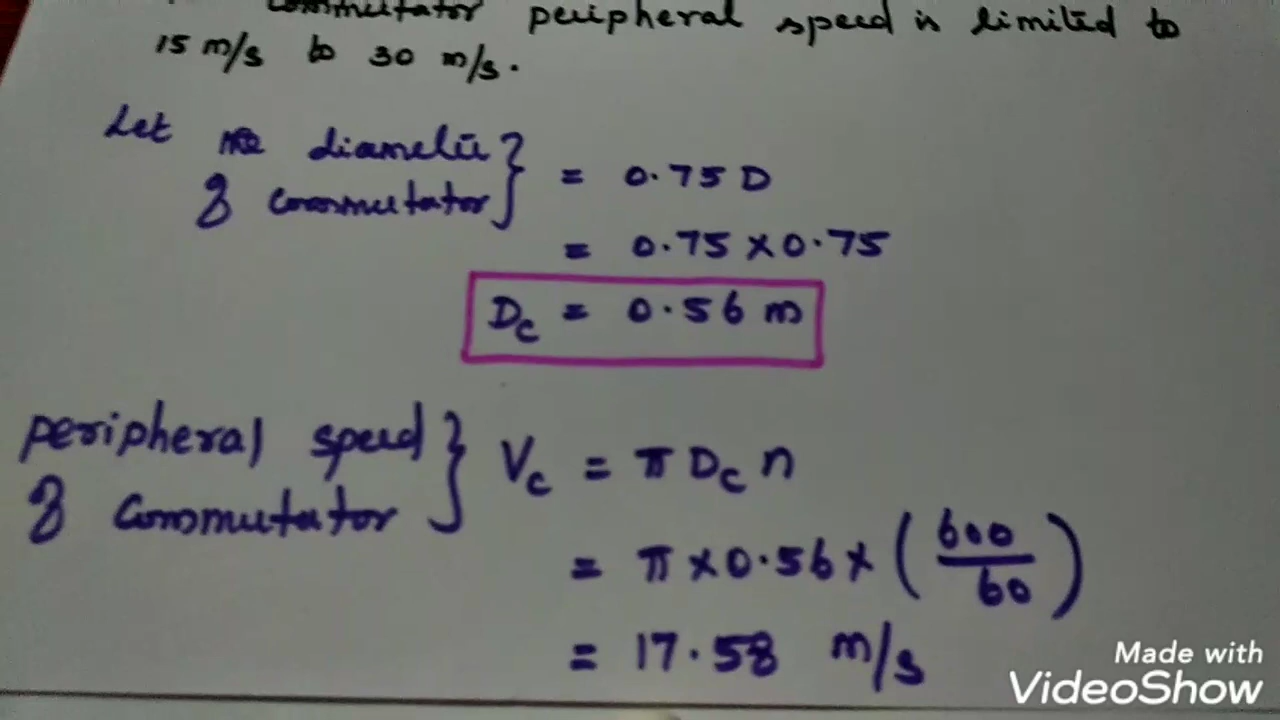 commutator peripheral speed is limited to
15 m/s to 30 m/s.
Let the diameter
of commutator } = 0.75 D
= 0.75 × 0.75
Dc = 0.56 m
peripheral speed
of commutator } Vc = π Dc n
= π × 0.56 × (600/60)
= 17.58 m/s
Made with
VideoShow